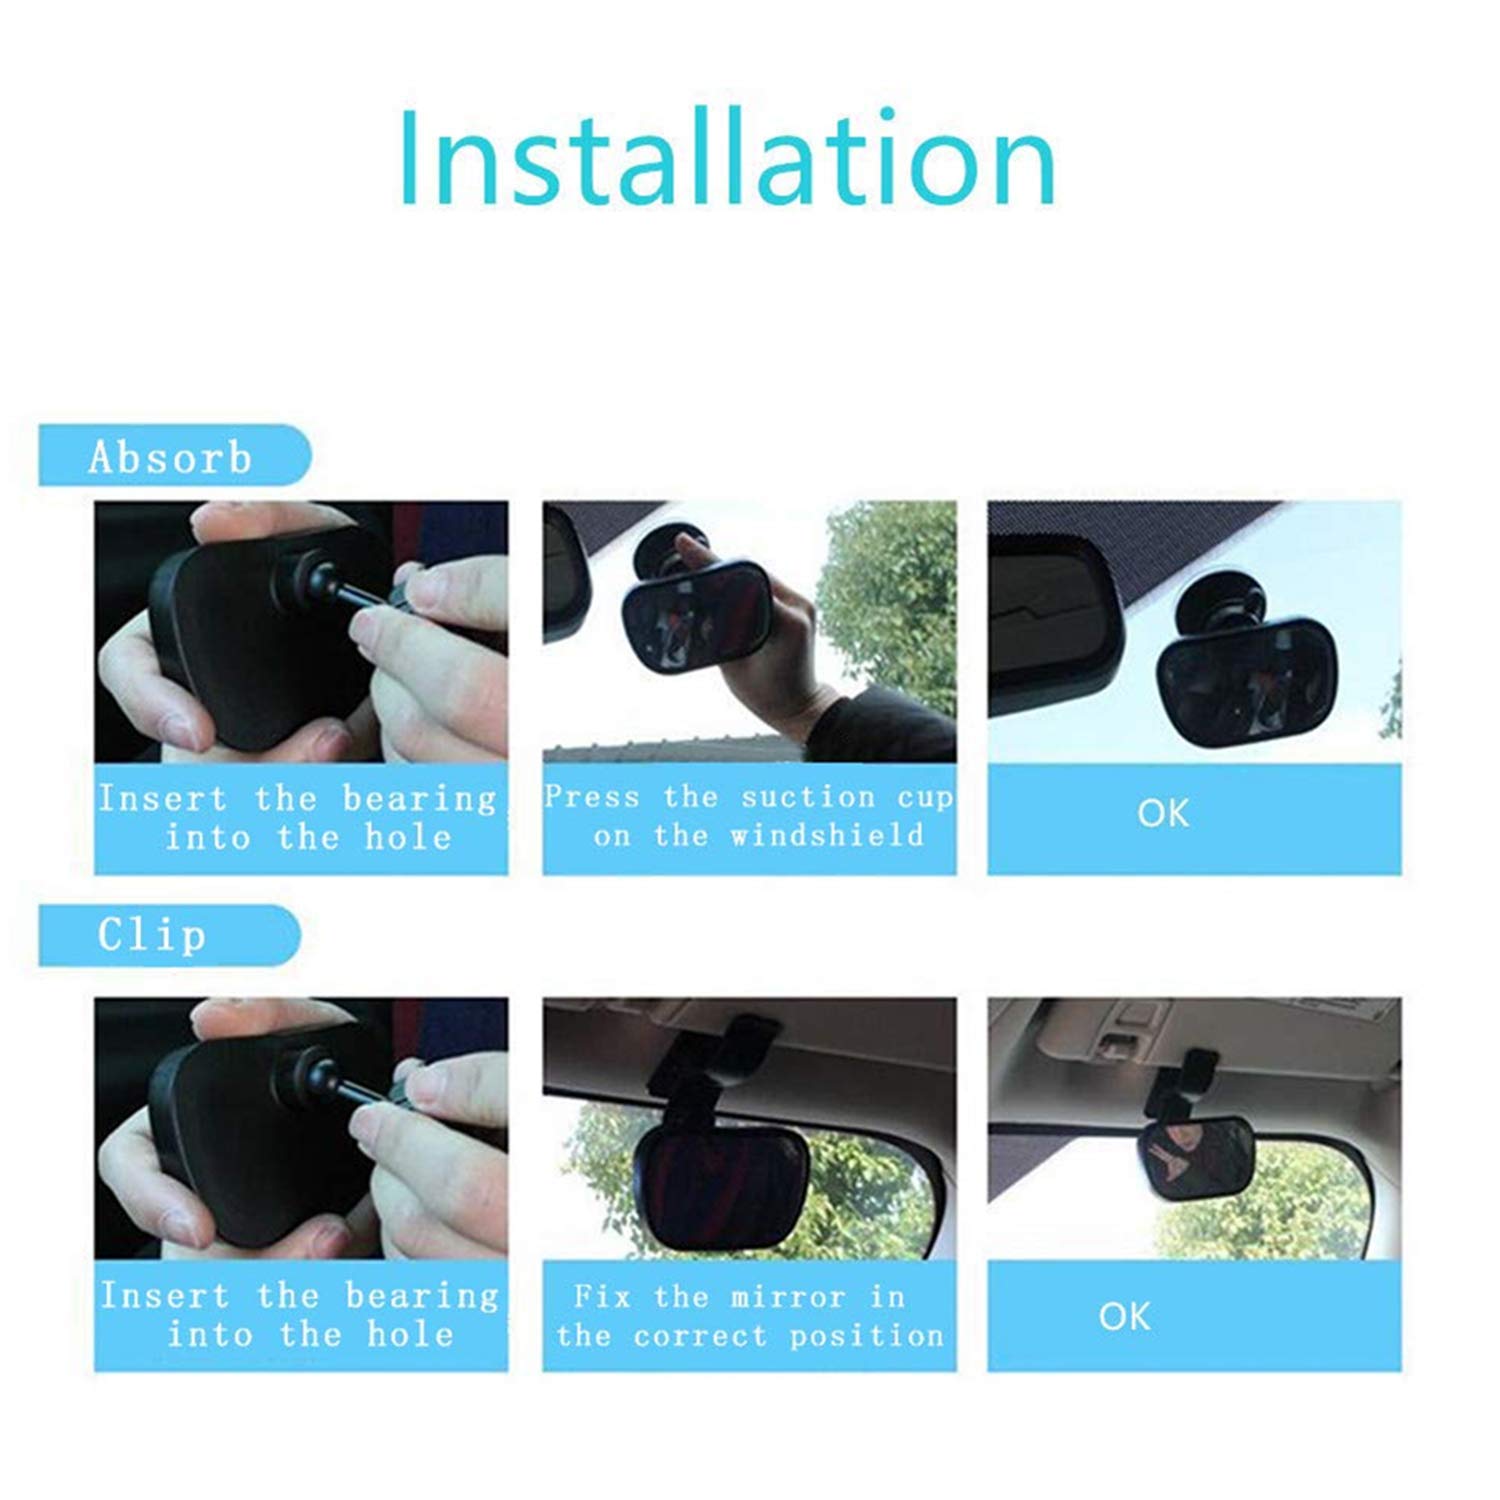 Installation
Absorb
Insert the bearing
into the hole
Press the suction cup
on the windshield
OK
Clip
Insert the bearing
into the hole
Fix the mirror in
the correct position
OK